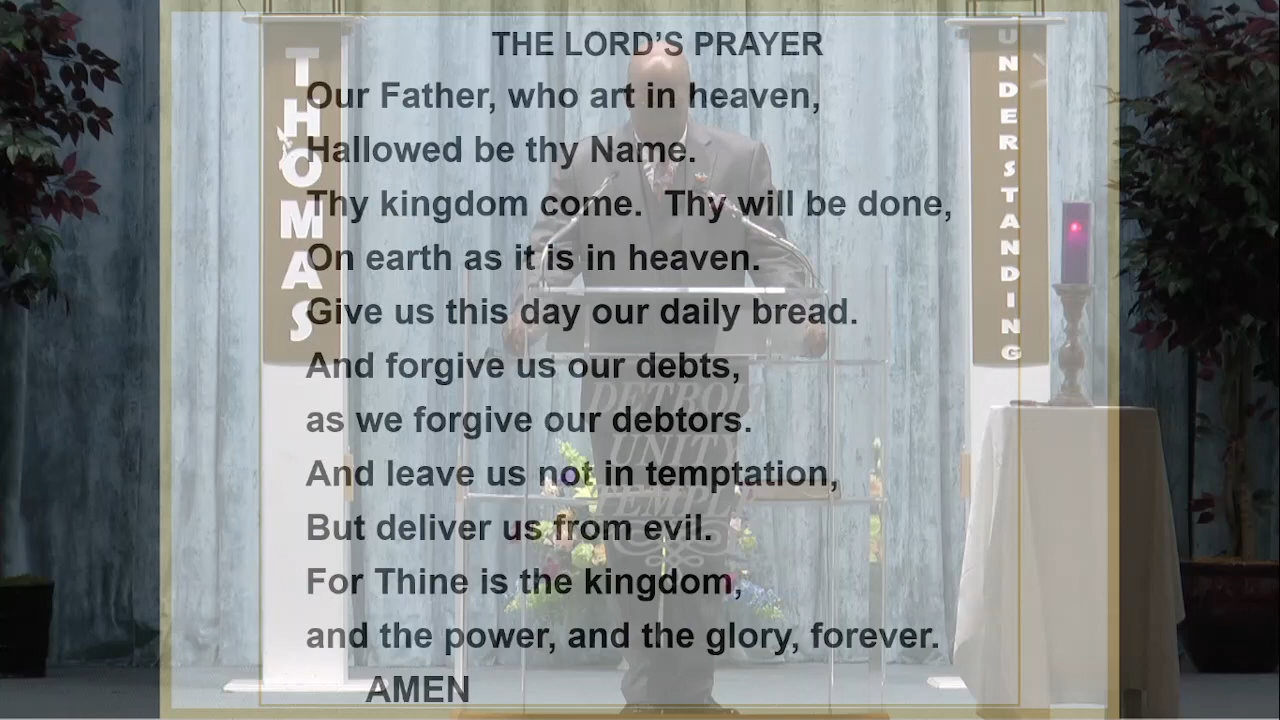 THE LORD'S PRAYER
Our Father, who art in heaven,
Hallowed be thy Name.
Thy kingdom come. Thy will be done,
On earth as it is in heaven.
Give us this day our daily bread.
And forgive us our debts,
as we forgive our debtors.
And leave us not in temptation,
But deliver us from evil.
For Thine is the kingdom,
and the power, and the glory, forever.
AMEN
THOMAS
UNDERSTANDING
DETROIT
UNITY
TEMPLE